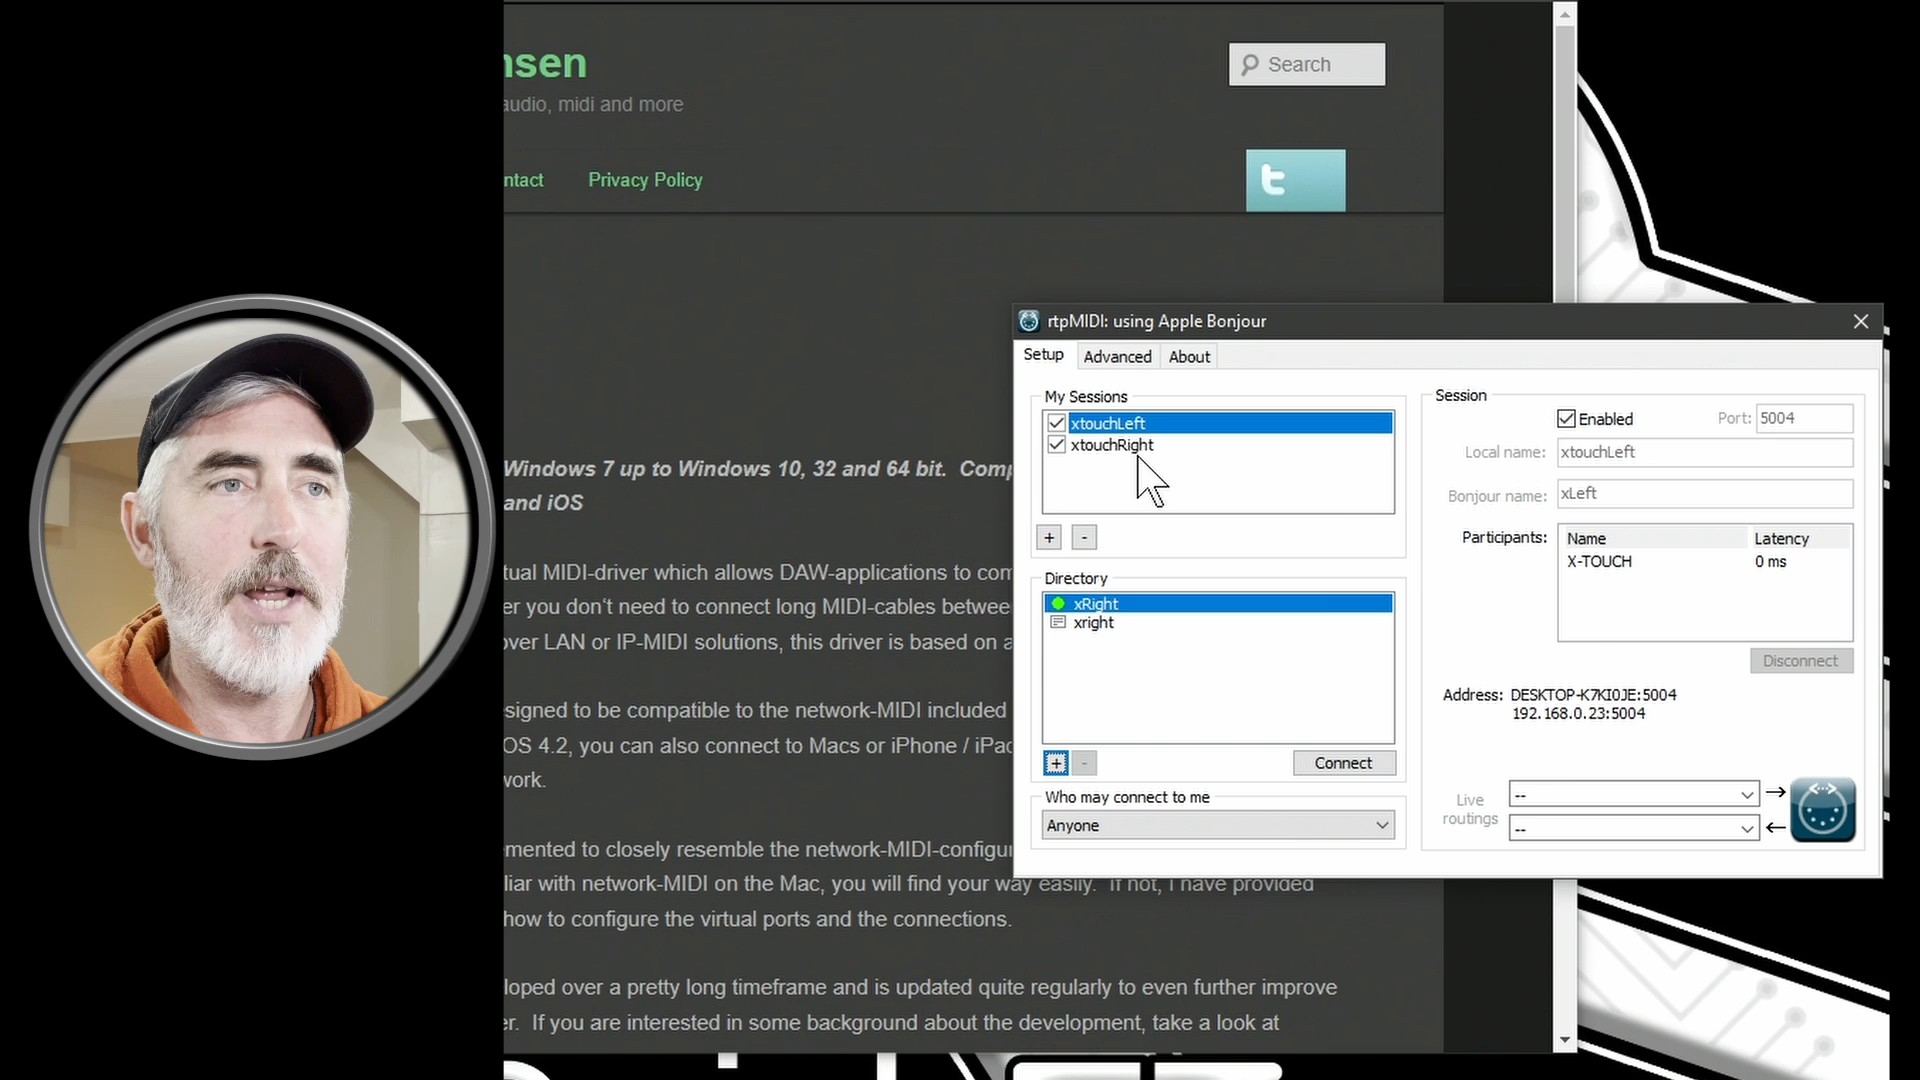 nsen
audio, midi and more
Search
ntact
Privacy Policy
Windows 7 up to Windows 10, 32 and 64 bit. Comp
and iOS
tual MIDI-driver which allows DAW-applications to com
er you don't need to connect long MIDI-cables betwee
over LAN or IP-MIDI solutions, this driver is based on a
signed to be compatible to the network-MIDI included
OS 4.2, you can also connect to Macs or iPhone / iPad
work.
emented to closely resemble the network-MIDI-configur
liar with network-MIDI on the Mac, you will find your way easily. If not, I have provided
how to configure the virtual ports and the connections.
loped over a pretty long timeframe and is updated quite regularly to even further improve
er. If you are interested in some background about the development, take a look at
rtpMIDI: using Apple Bonjour
Setup
Advanced
About
My Sessions
xtouchLeft
xtouchRight
+
-
Directory
xRight
xright
+
-
Connect
Who may connect to me
Anyone
Session
Enabled
Port: 5004
Local name: xtouchLeft
Bonjour name: xLeft
Participants:
Name Latency
X-TOUCH 0 ms
Disconnect
Address: DESKTOP-K7KI0JE:5004
192.168.0.23:5004
Live
routings
--
--